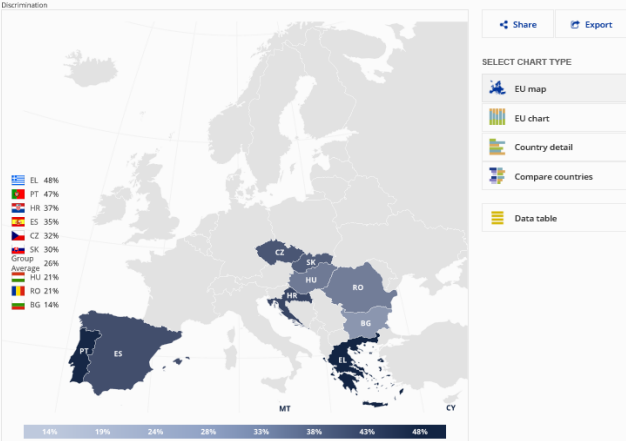 Discrimination
Share
Export
SELECT CHART TYPE
EU map
EU chart
Country detail
Compare countries
Data table
EL 48%
PT 47%
HR 37%
ES 35%
CZ 32%
SK 30%
Group
Average 26%
HU 21%
RO 21%
BG 14%
CZ
SK
HU
RO
HR
BG
PT
ES
EL
MT
CY
14% 19% 24% 28% 33% 38% 43% 48%